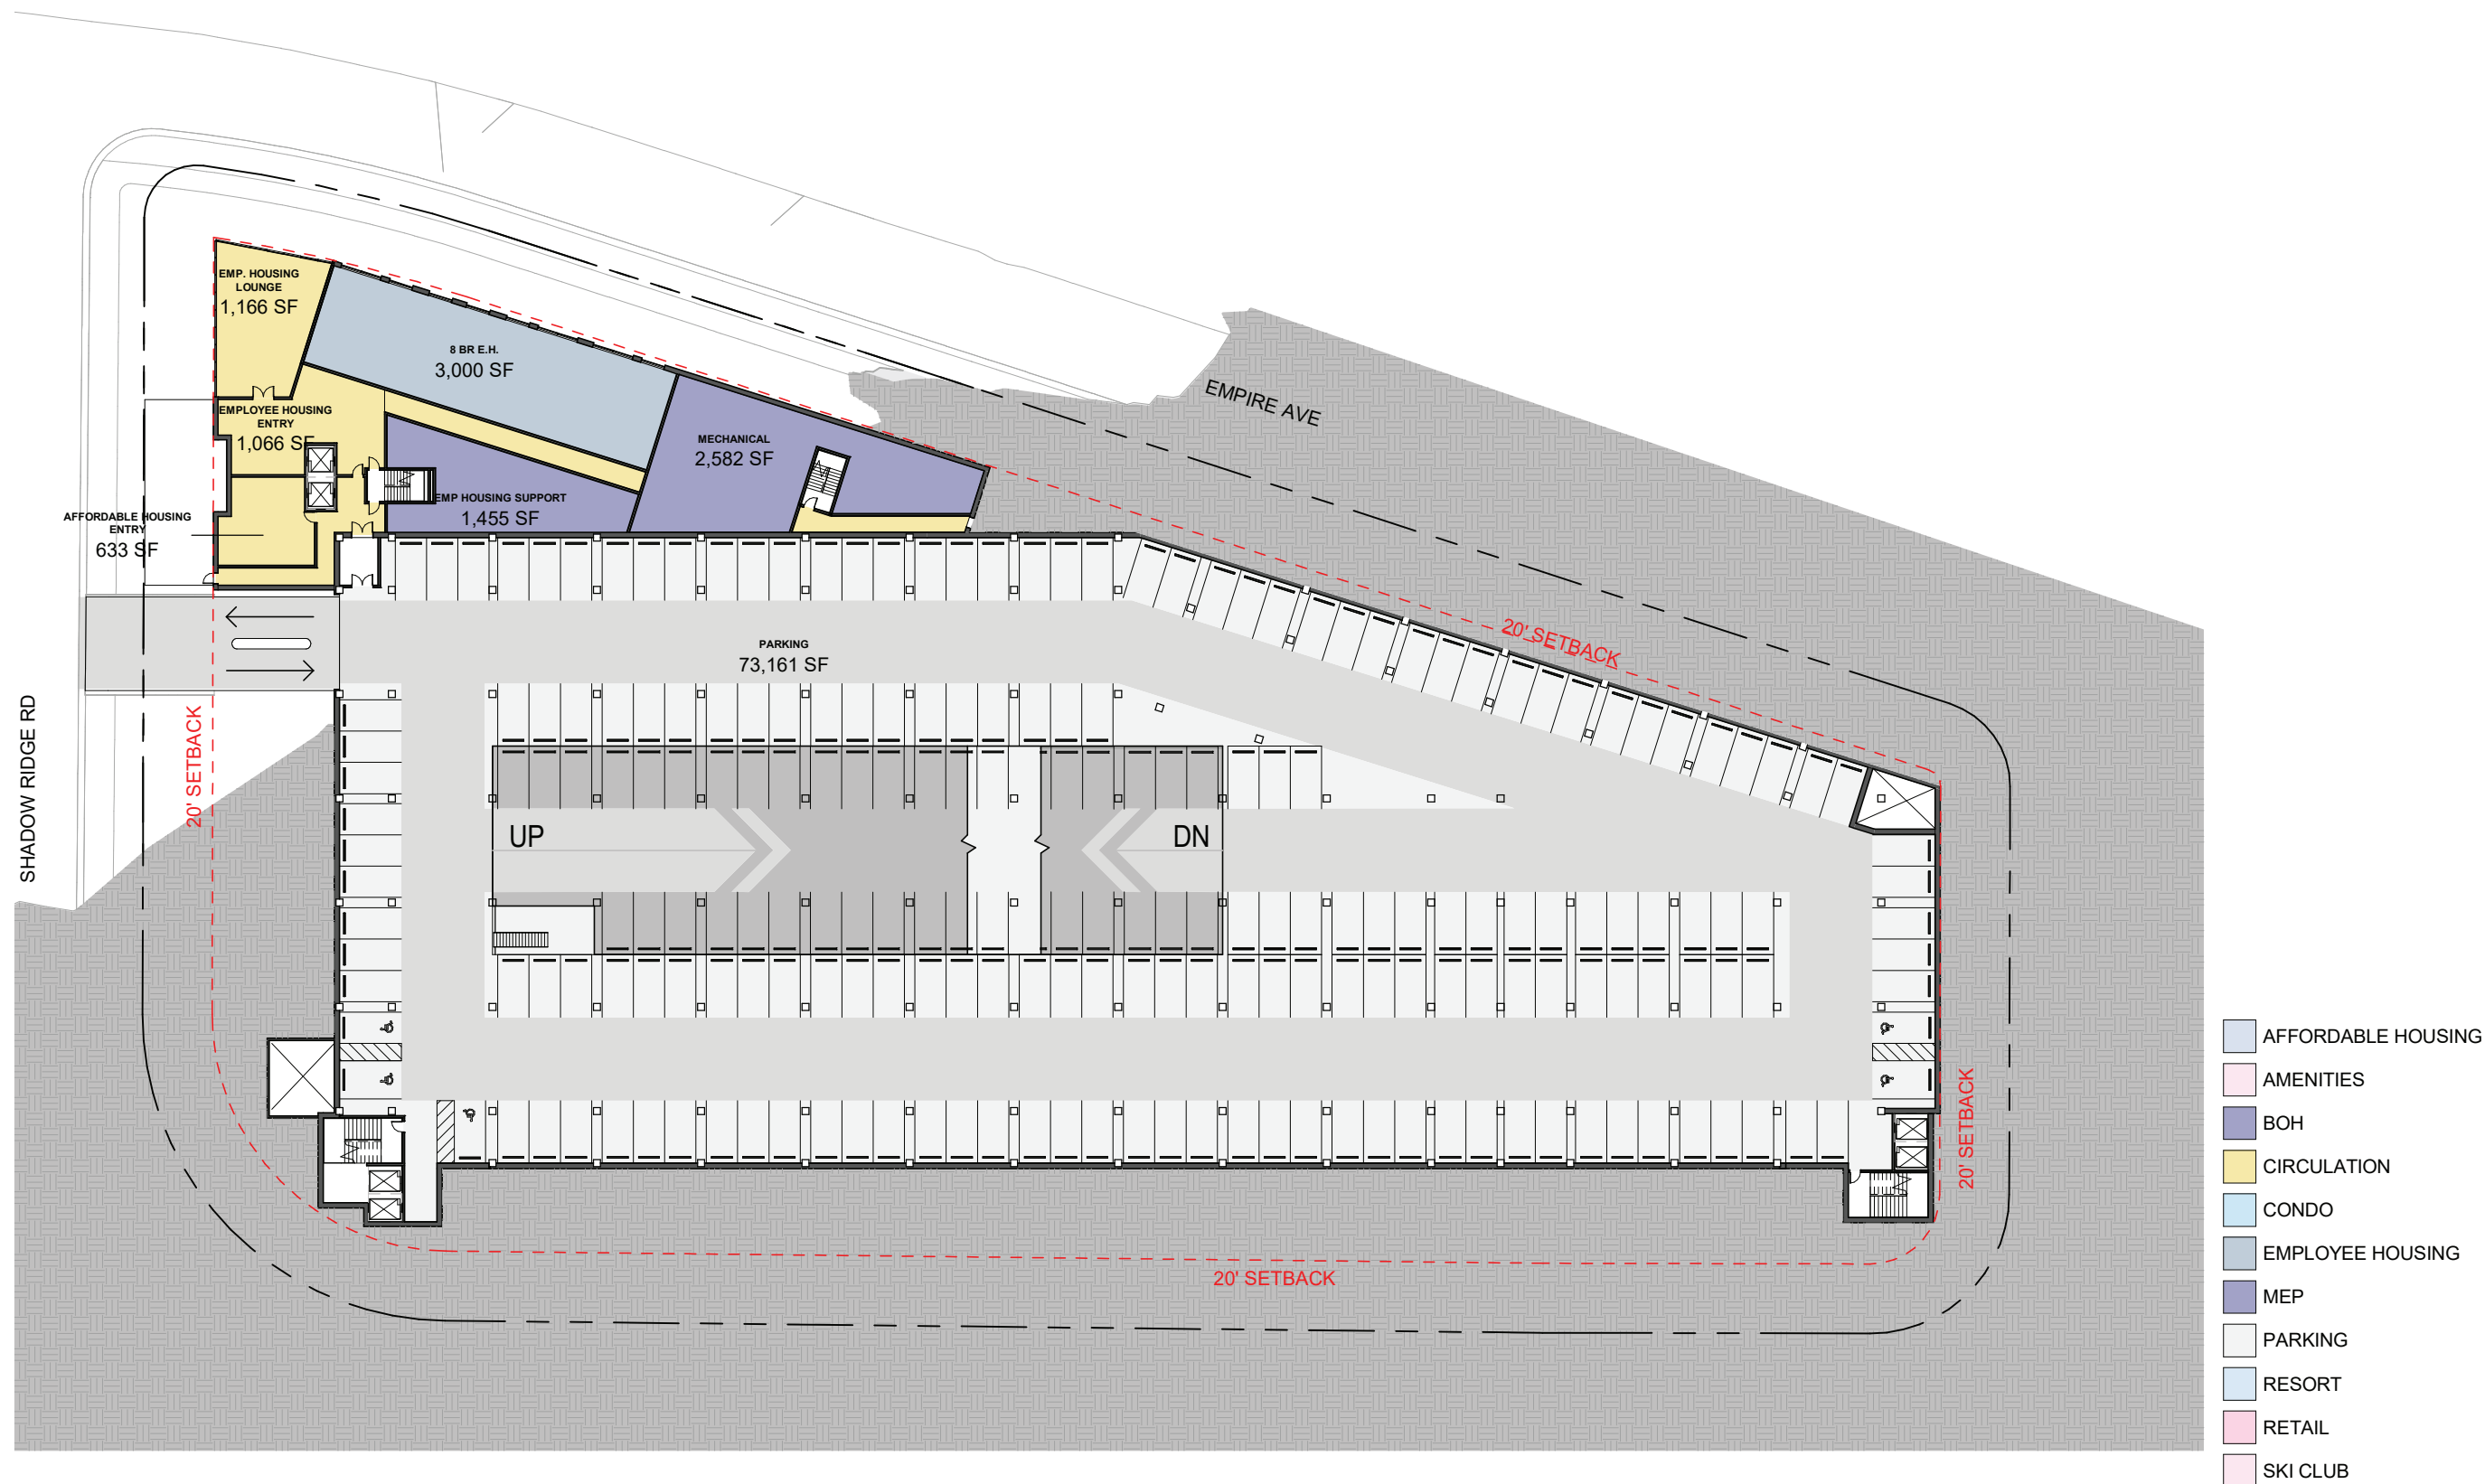 EMP. HOUSING
LOUNGE
1,166 SF
8 BR E.H.
3,000 SF
EMPLOYEE HOUSING
ENTRY
1,066 SF
MECHANICAL
2,582 SF
EMP HOUSING SUPPORT
1,455 SF
AFFORDABLE HOUSING
ENTRY
633 SF
EMPIRE AVE
20' SETBACK
PARKING
73,161 SF
SHADOW RIDGE RD
20' SETBACK
UP
DN
20' SETBACK
20' SETBACK
AFFORDABLE HOUSING
AMENITIES
BOH
CIRCULATION
CONDO
EMPLOYEE HOUSING
MEP
PARKING
RESORT
RETAIL
SKI CLUB